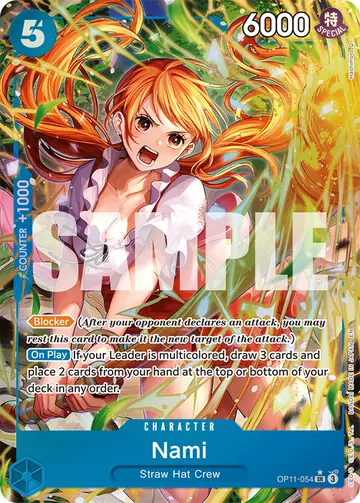 5
6000
特
SPECIAL
COUNTER +1000
SAMPLE
Blocker (After your opponent declares an attack, you may
rest this card to make it the new target of the attack.)
On Play If your Leader is multicolored, draw 3 cards and
place 2 cards from your hand at the top or bottom of your
deck in any order.
CHARACTER
Nami
Straw Hat Crew
OP11-054 SR 3